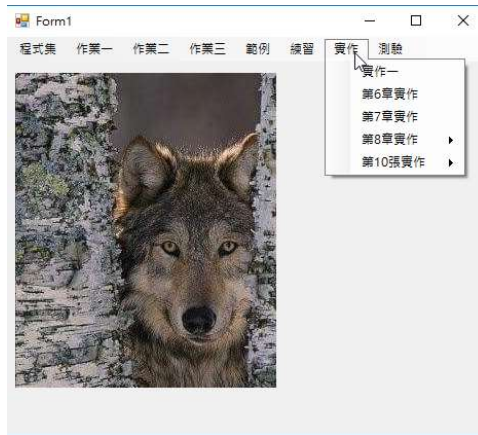 Form1
程式集 作業一 作業二 作業三 範例 練習 實作 測驗
實作一
第6章實作
第7章實作
第8章實作
第10張實作